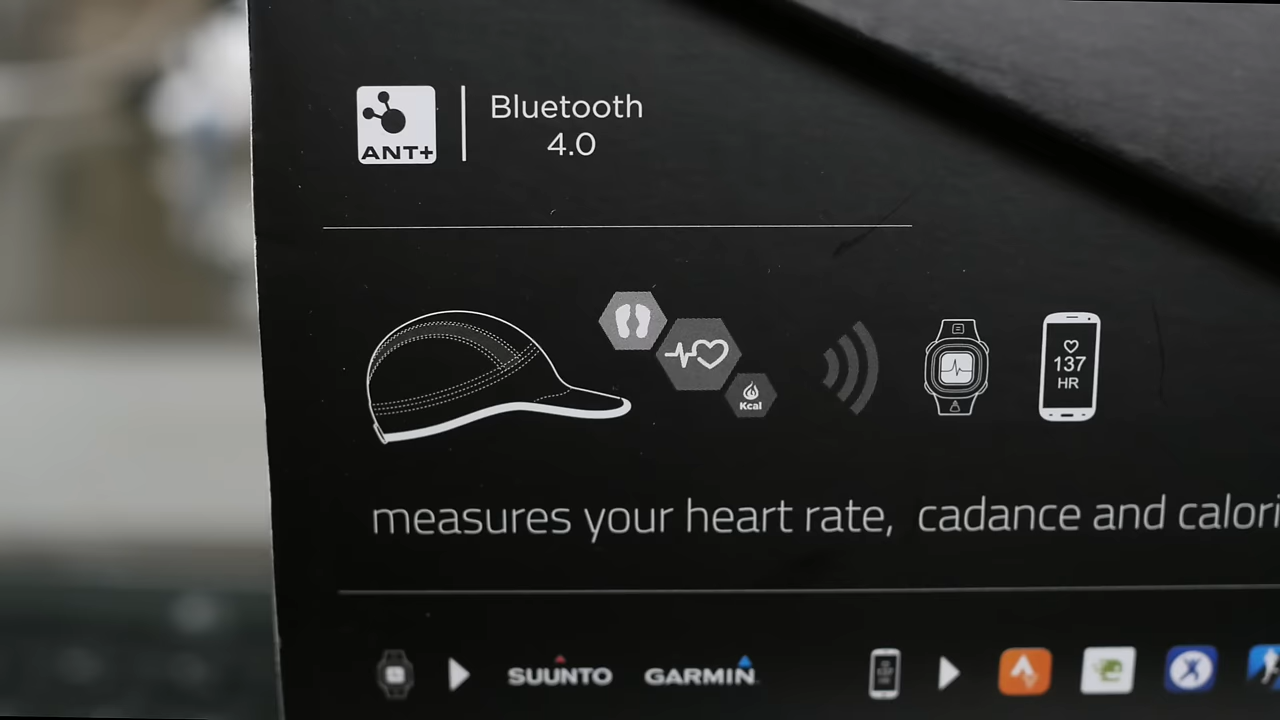 ANT+
Bluetooth
4.0
Kcal
137
HR
measures your heart rate, cadance and calori
SUUNTO GARMIN